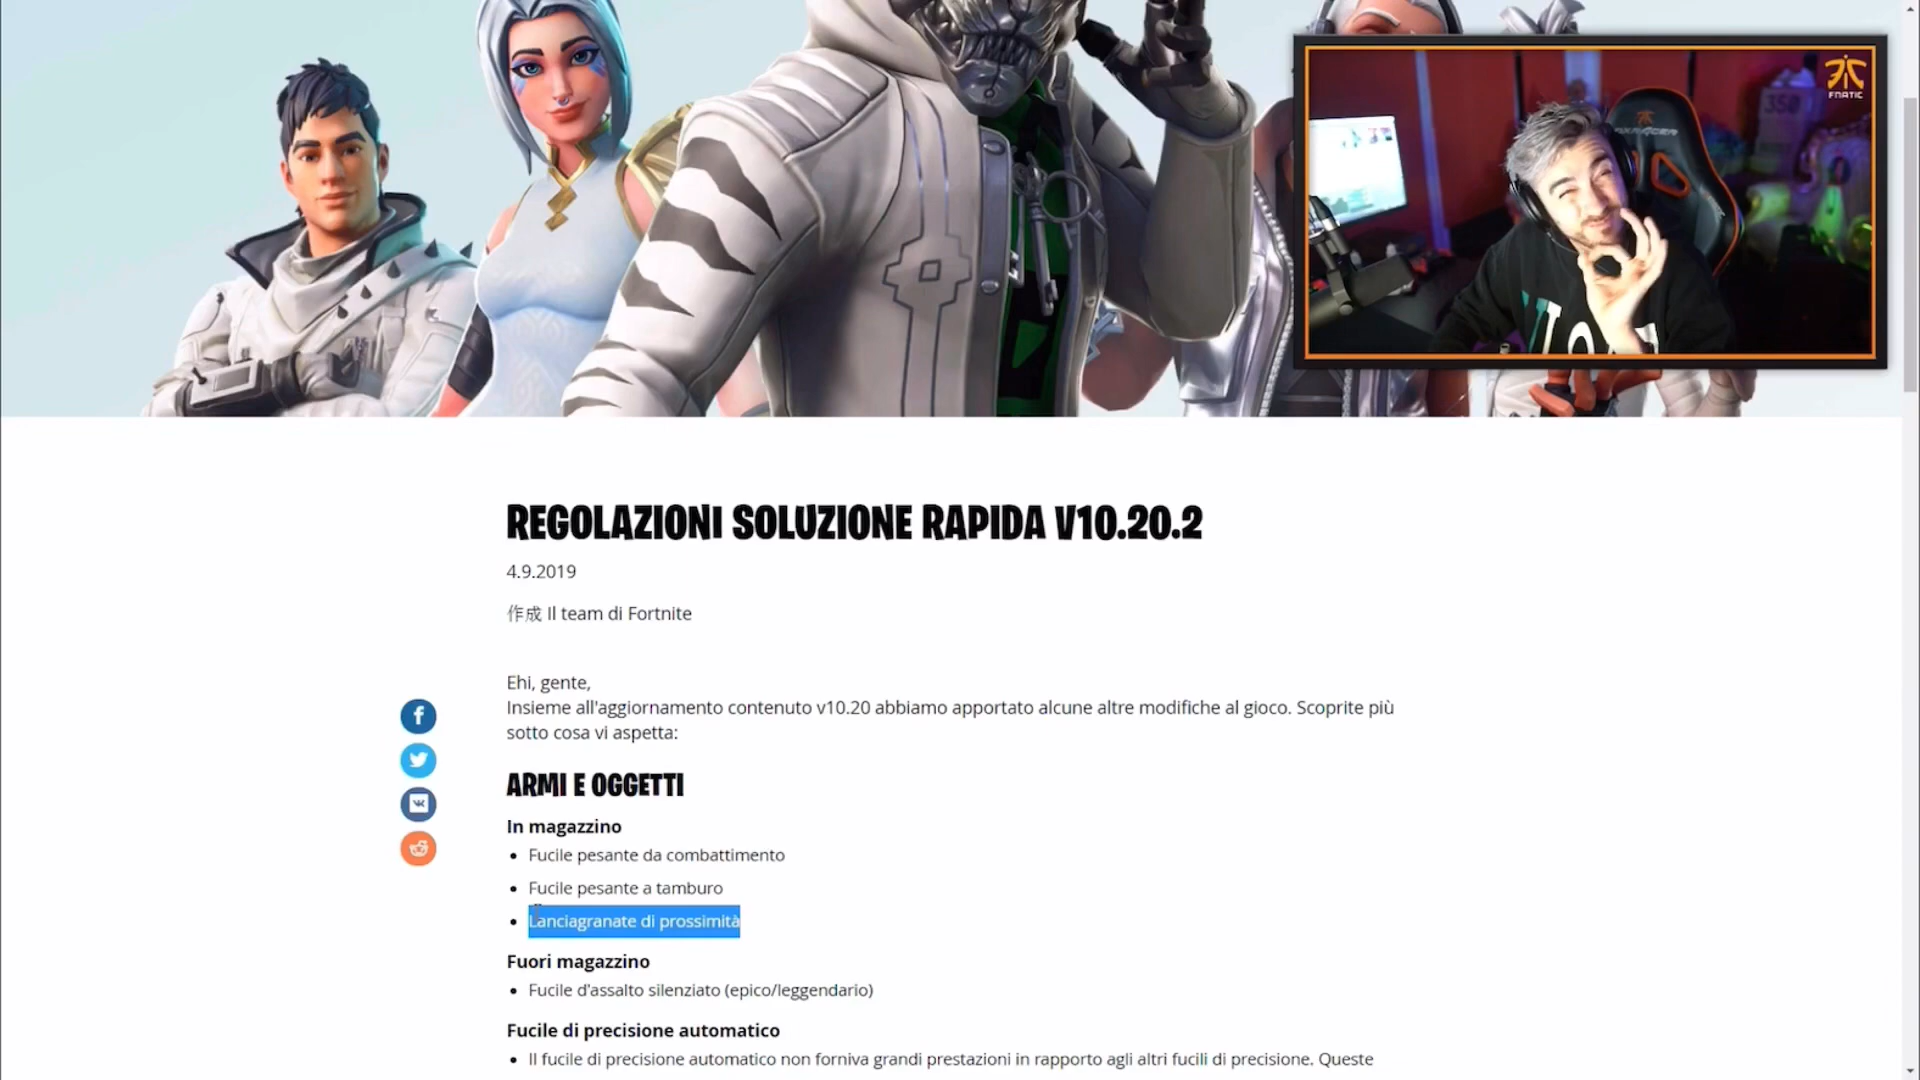 FNATIC
REGOLAZIONI SOLUZIONE RAPIDA V10.20.2
4.9.2019
作成 Il team di Fortnite
Ehi, gente,
Insieme all'aggiornamento contenuto v10.20 abbiamo apportato alcune altre modifiche al gioco. Scoprite più
sotto cosa vi aspetta:
ARMI E OGGETTI
In magazzino
Fucile pesante da combattimento
Fucile pesante a tamburo
Lanciagranate di prossimità
Fuori magazzino
Fucile d'assalto silenziato (epico/leggendario)
Fucile di precisione automatico
Il fucile di precisione automatico non forniva grandi prestazioni in rapporto agli altri fucili di precisione. Queste